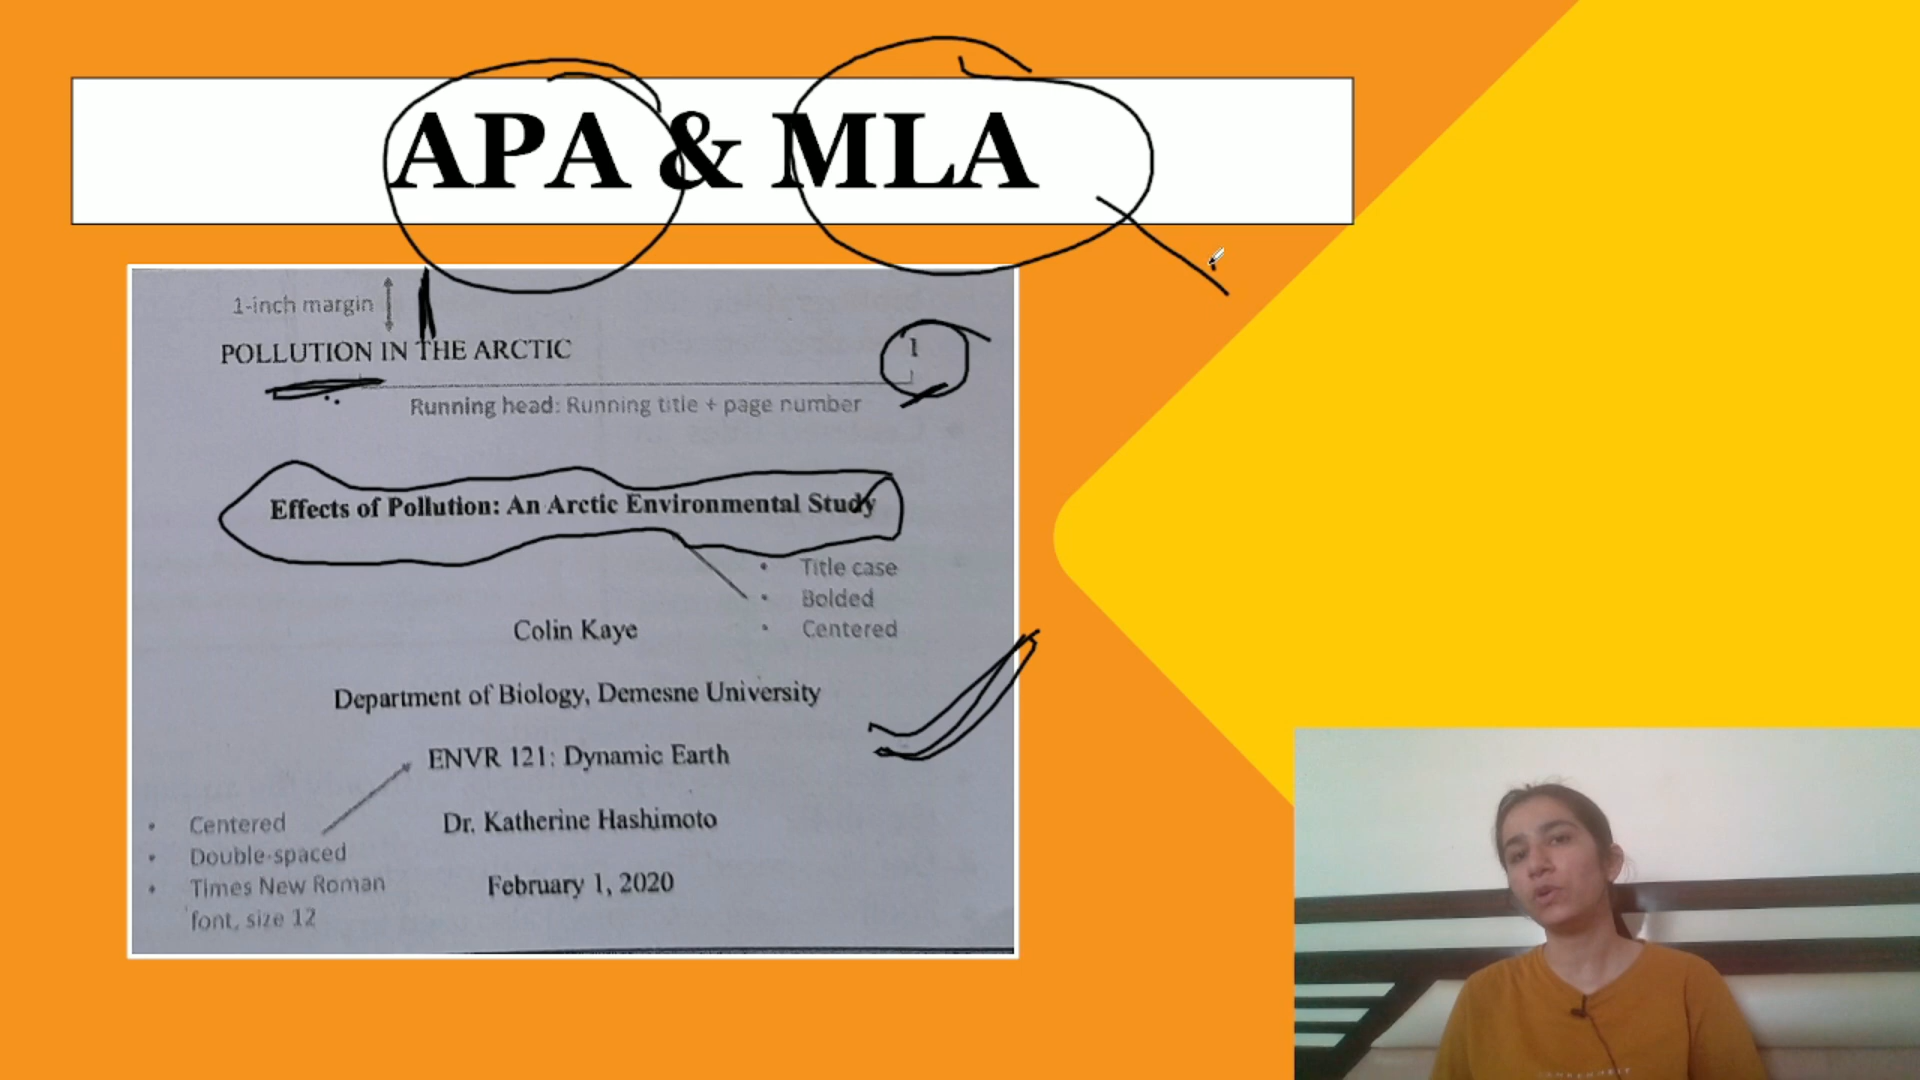 APA & MLA
1-inch margin
POLLUTION IN THE ARCTIC
1
Running head: Running title + page number
Effects of Pollution: An Arctic Environmental Study
• Title case
• Bolded
• Centered
Colin Kaye
Department of Biology, Demesne University
ENVR 121: Dynamic Earth
• Centered
• Double-spaced
• Times New Roman
font, size 12
Dr. Katherine Hashimoto
February 1, 2020